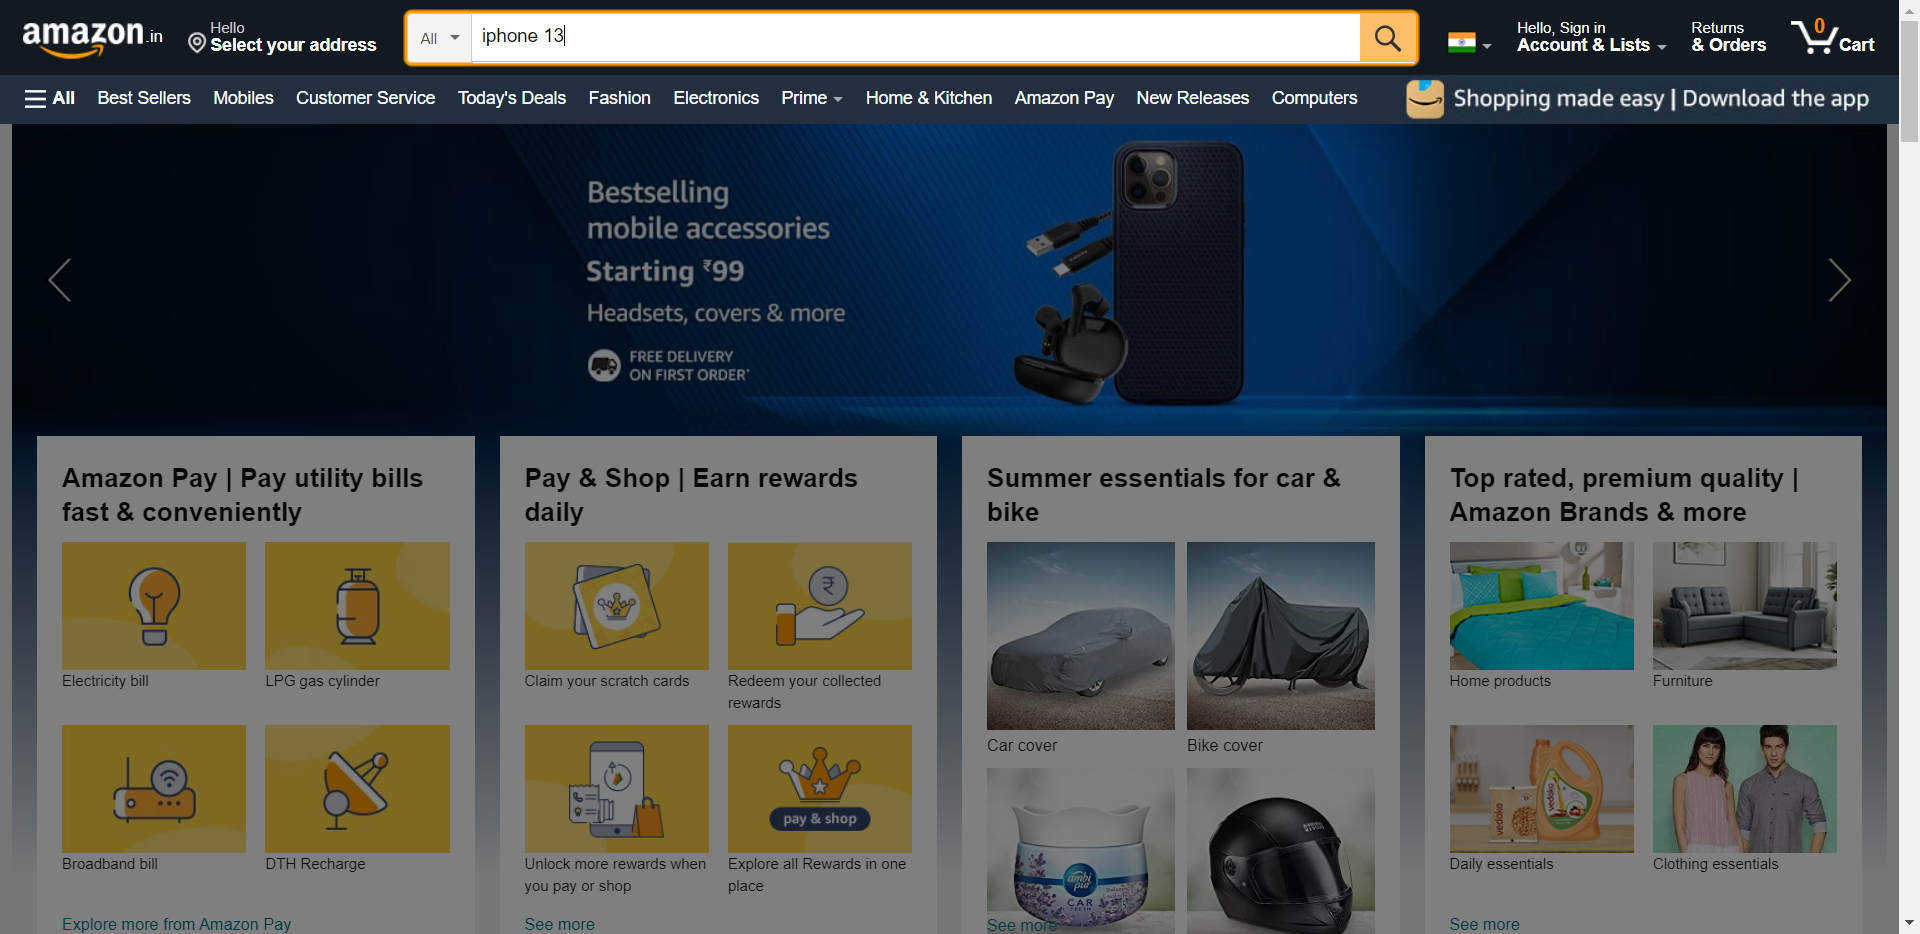 amazon.in
Hello
Select your address
All
iphone 13
Hello, Sign in
Account & Lists
Returns
& Orders
0
Cart
All
Best Sellers
Mobiles
Customer Service
Today's Deals
Fashion
Electronics
Prime
Home & Kitchen
Amazon Pay
New Releases
Computers
Shopping made easy | Download the app
Bestselling
mobile accessories
Starting ₹99
Headsets, covers & more
FREE DELIVERY
ON FIRST ORDER*
Amazon Pay | Pay utility bills
fast & conveniently
Electricity bill
LPG gas cylinder
Broadband bill
DTH Recharge
Explore more from Amazon Pay
Pay & Shop | Earn rewards
daily
₹
Claim your scratch cards
Redeem your collected
rewards
pay & shop
Unlock more rewards when
you pay or shop
Explore all Rewards in one
place
See more
Summer essentials for car &
bike
Car cover
Bike cover
ambi
pur
CAR
FRESH
See more
Top rated, premium quality |
Amazon Brands & more
Home products
Furniture
vedaka
vedaka
Daily essentials
Clothing essentials
See more